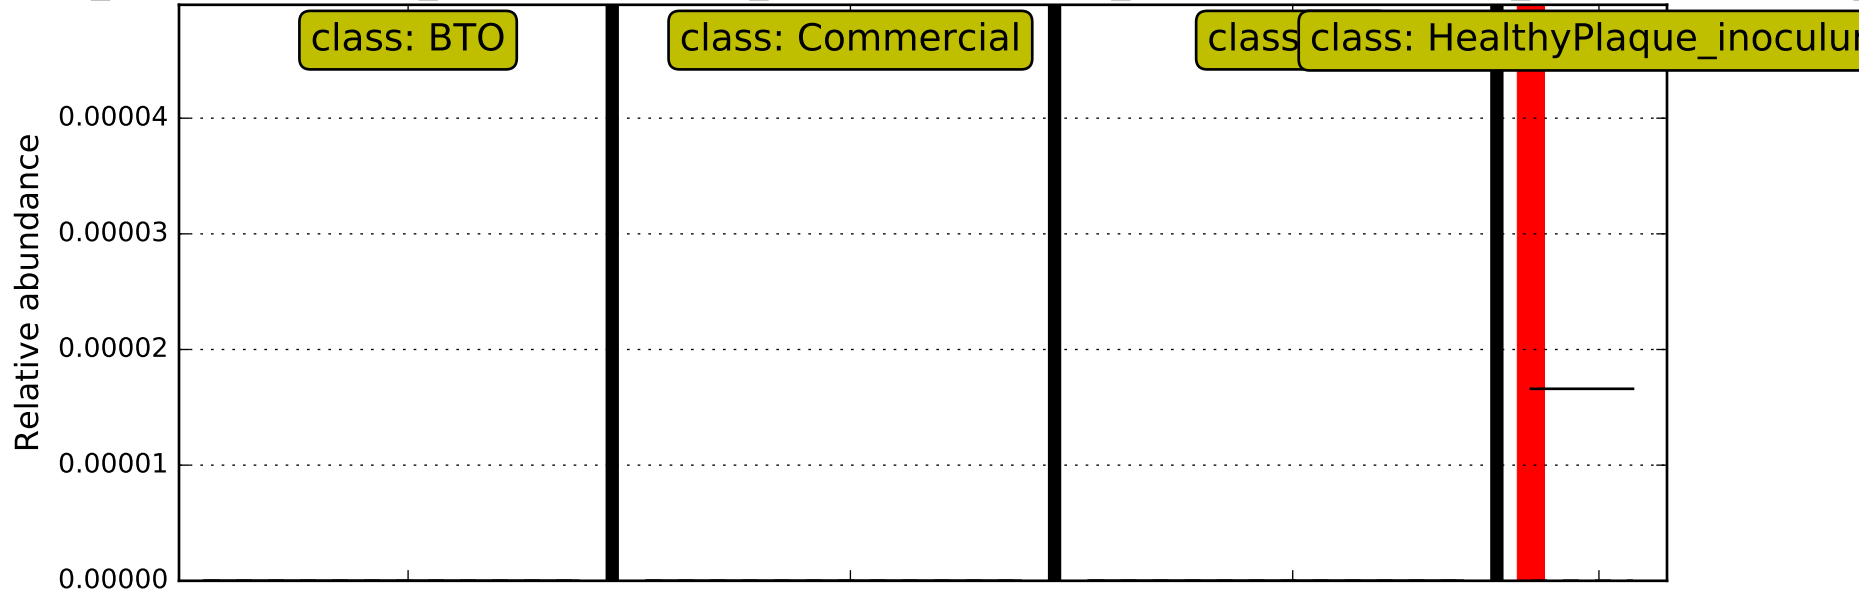 class: BTO
class: Commercial
class
class: HealthyPlaque_inoculu
Relative abundance
0.00004
0.00003
0.00002
0.00001
0.00000